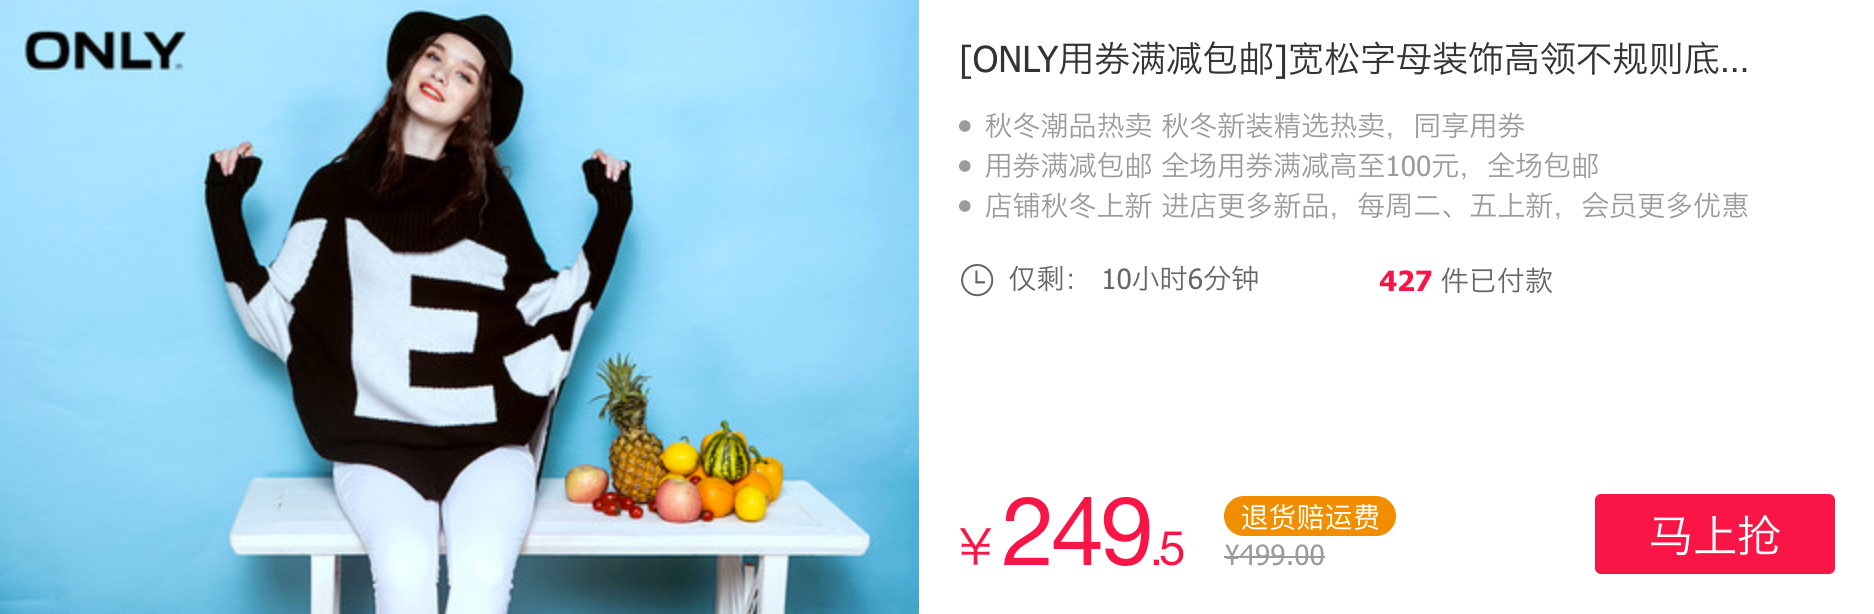 ONLY
E
[ONLY用券满减包邮]宽松字母装饰高领不规则底...
● 秋冬潮品热卖 秋冬新装精选热卖，同享用券
● 用券满减包邮 全场用券满减高至100元，全场包邮
● 店铺秋冬上新 进店更多新品，每周二、五上新，会员更多优惠
仅剩： 10小时6分钟 427 件已付款
¥249.5 退货赔运费
¥499.00
马上抢